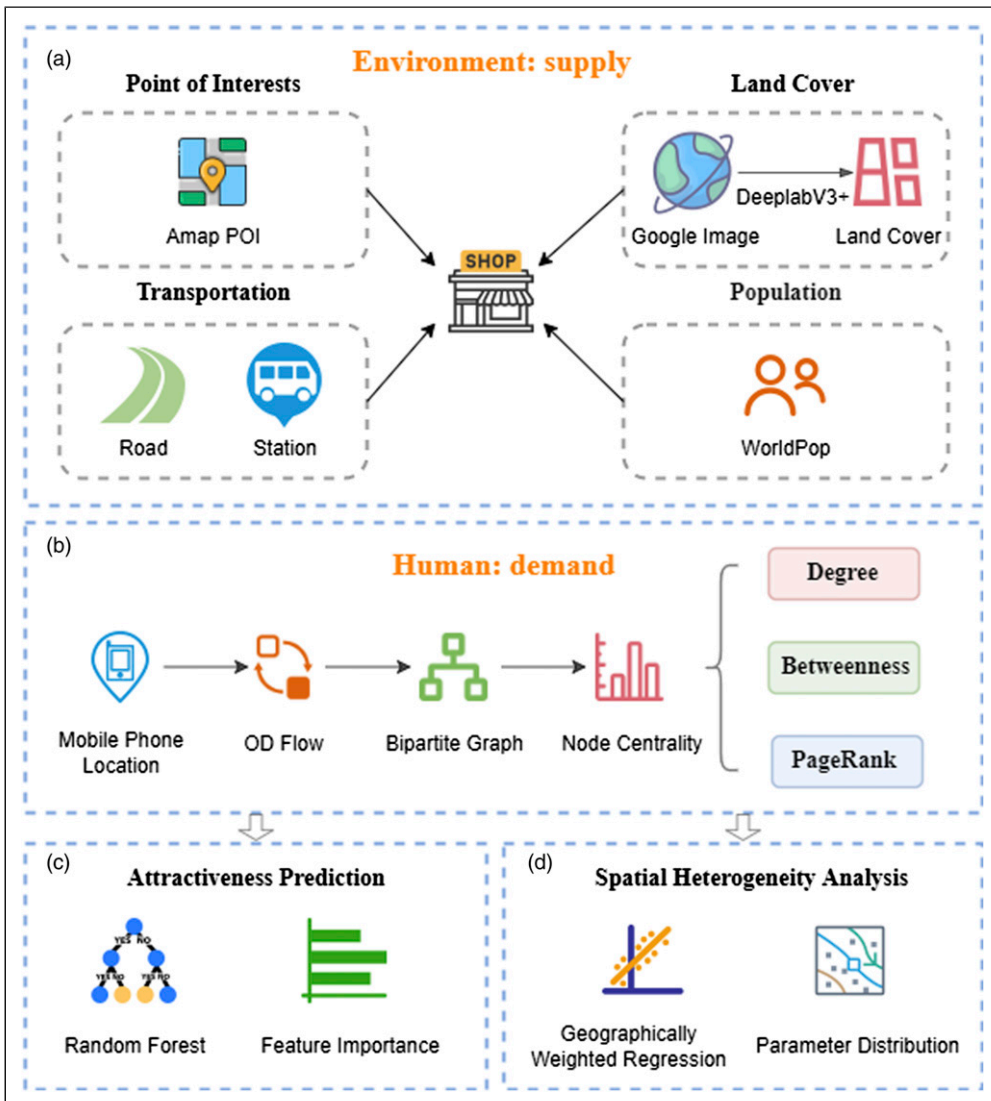 (a)
Environment: supply
Point of Interests
Land Cover
Amap POI
DeeplabV3+
Google Image
Land Cover
SHOP
Transportation
Population
Road
Station
WorldPop
(b)
Human: demand
Degree
Betweenness
PageRank
Mobile Phone
Location
OD Flow
Bipartite Graph
Node Centrality
(c)
Attractiveness Prediction
YES NO
YES NO YES NO
Random Forest
Feature Importance
(d)
Spatial Heterogeneity Analysis
Geographically
Weighted Regression
Parameter Distribution